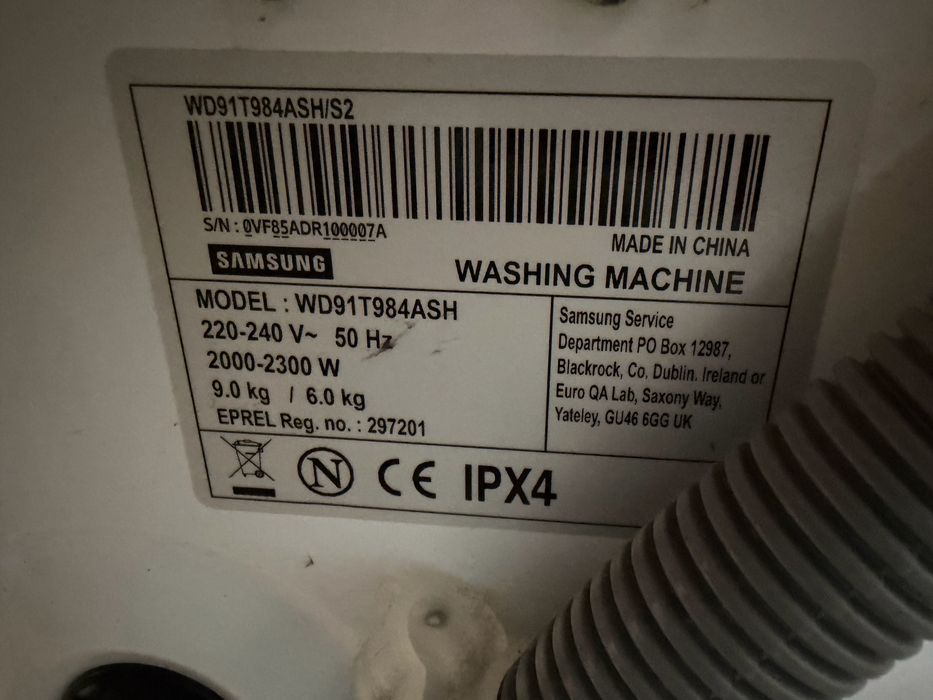 WD91T984ASH/S2
S/N : 0VF85ADR100007A
MADE IN CHINA
SAMSUNG
WASHING MACHINE
MODEL : WD91T984ASH
220-240 V~ 50 Hz
2000-2300 W
9.0 kg / 6.0 kg
EPREL Reg. no. : 297201
Samsung Service
Department PO Box 12987,
Blackrock, Co. Dublin. Ireland or
Euro QA Lab, Saxony Way,
Yateley, GU46 6GG UK
N CE IPX4